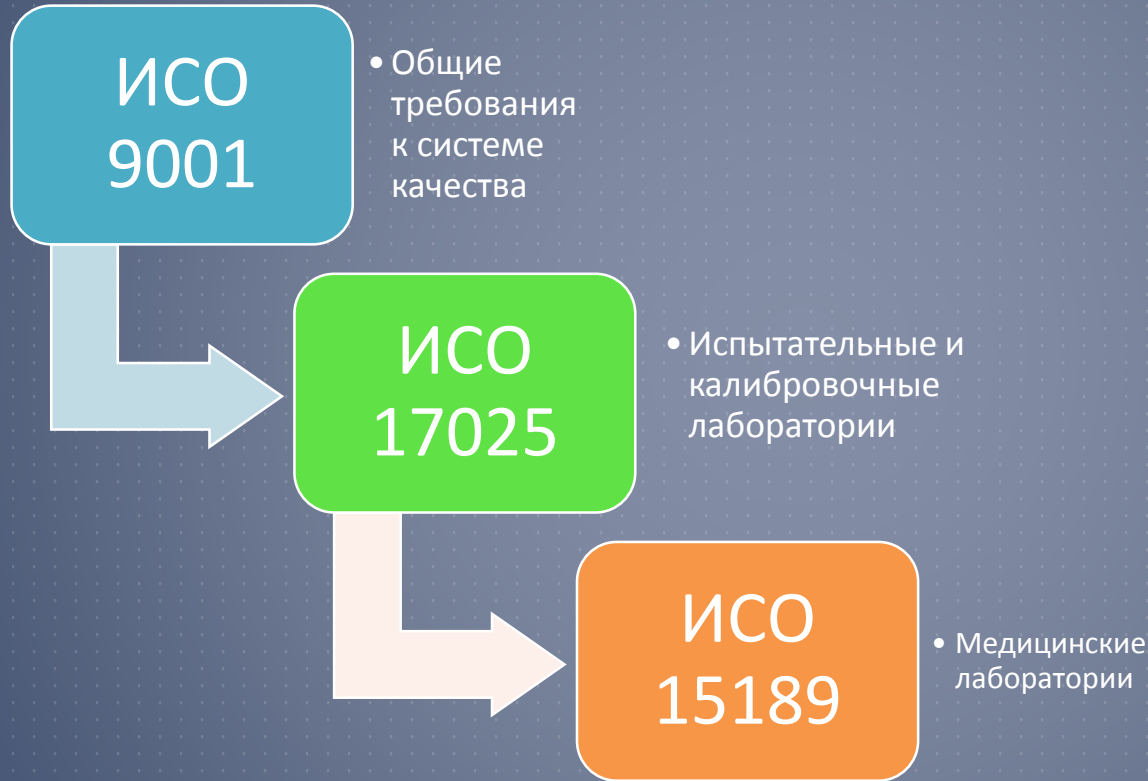 ИСО
9001
• Общие
требования
к системе
качества
ИСО
17025
• Испытательные и
калибровочные
лаборатории
ИСО
15189
• Медицинские
лаборатории